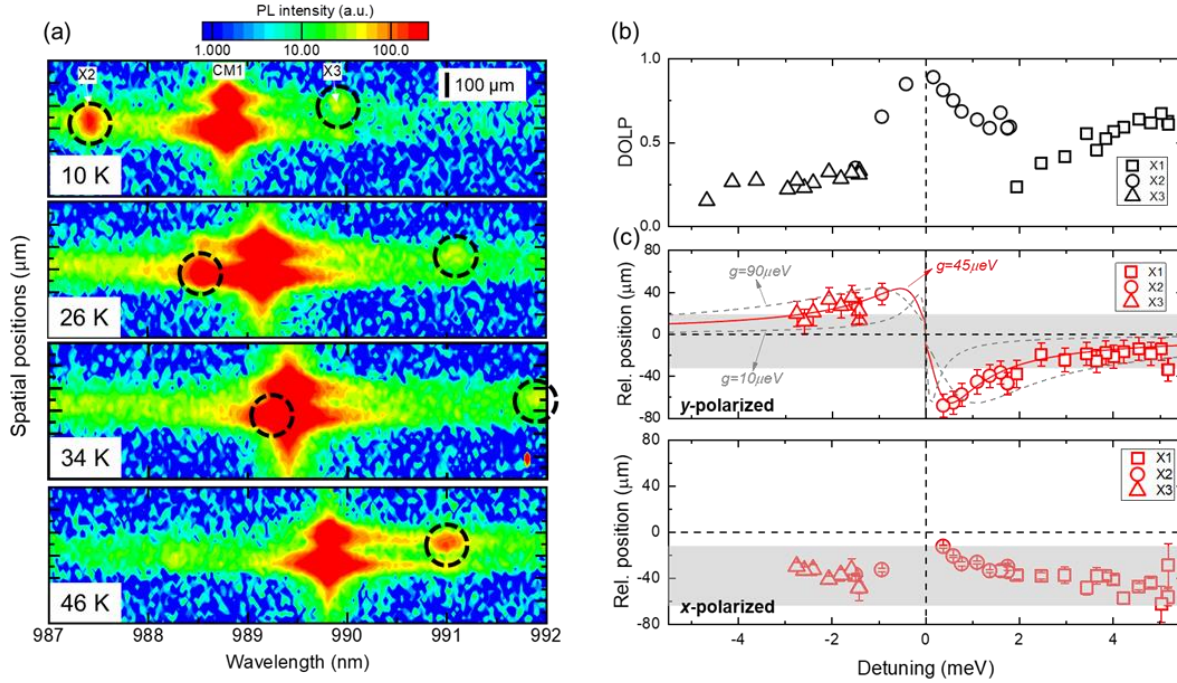 (a)
PL intensity (a.u.)
1.000 10.00 100.0
X2 CM1 X3
100 μm
10 K
26 K
34 K
46 K
Spatial positions (μm)
987 988 989 990 991 992
Wavelength (nm)
(b)
1.0
0.5
0.0
DOLP
X1
X2
X3
(c)
80
40
0
-40
-80
Rel. position (μm)
g=90μeV
g=45μeV
g=10μeV
y-polarized
X1
X2
X3
80
40
0
-40
-80
Rel. position (μm)
x-polarized
X1
X2
X3
-4 -2 0 2 4
Detuning (meV)